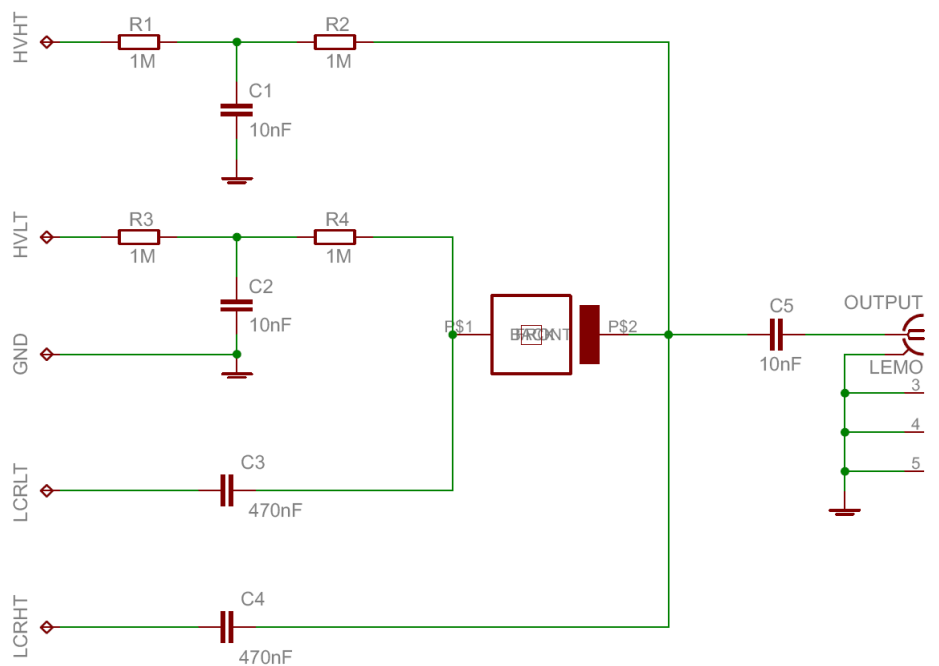 HVHT
R1
1M
R2
1M
C1
10nF
HVLT
R3
1M
R4
1M
C2
10nF
GND
P$1
P$2
C5
10nF
OUTPUT
LEMO
3
4
5
LCRLT
C3
470nF
LCRHT
C4
470nF